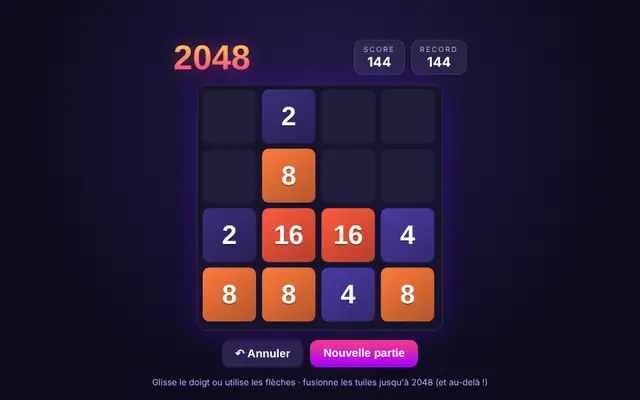 2048
SCORE
144
RECORD
144
2
8
2 16 16 4
8 8 4 8
↶ Annuler
Nouvelle partie
Glisse le doigt ou utilise les flèches · fusionne les tuiles jusqu'à 2048 (et au-delà !)